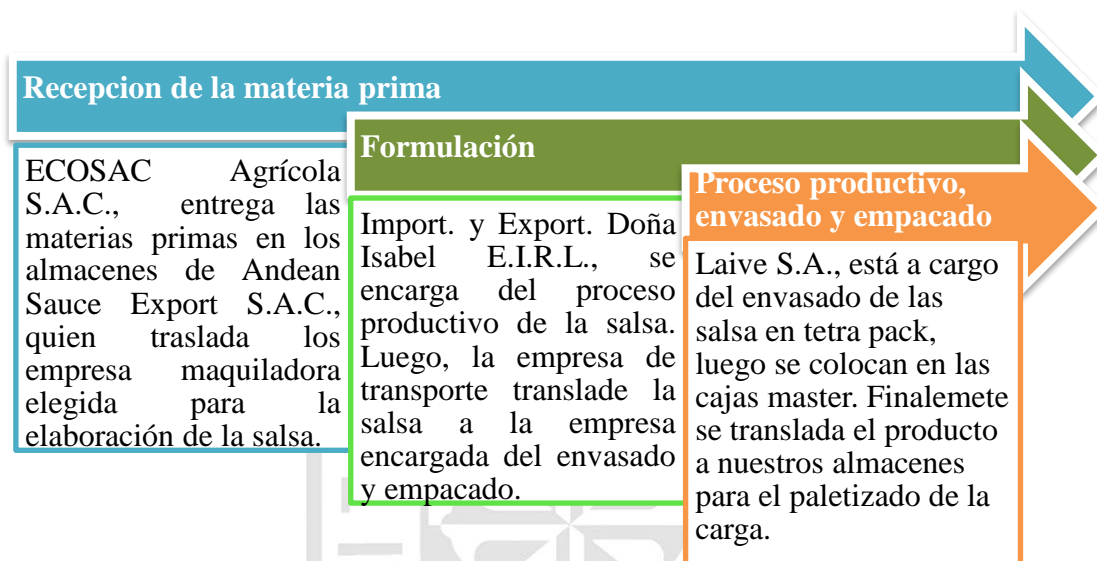 Recepcion de la materia prima
ECOSAC Agrícola
S.A.C., entrega las
materias primas en los
almacenes de Andean
Sauce Export S.A.C.,
quien traslada los
empresa maquiladora
elegida para la
elaboración de la salsa.
Formulación
Import. y Export. Doña
Isabel E.I.R.L., se
encarga del proceso
productivo de la salsa.
Luego, la empresa de
transporte translade la
salsa a la empresa
encargada del envasado
y empacado.
Proceso productivo,
envasado y empacado
Laive S.A., está a cargo
del envasado de las
salsa en tetra pack,
luego se colocan en las
cajas master. Finalemete
se translada el producto
a nuestros almacenes
para el paletizado de la
carga.